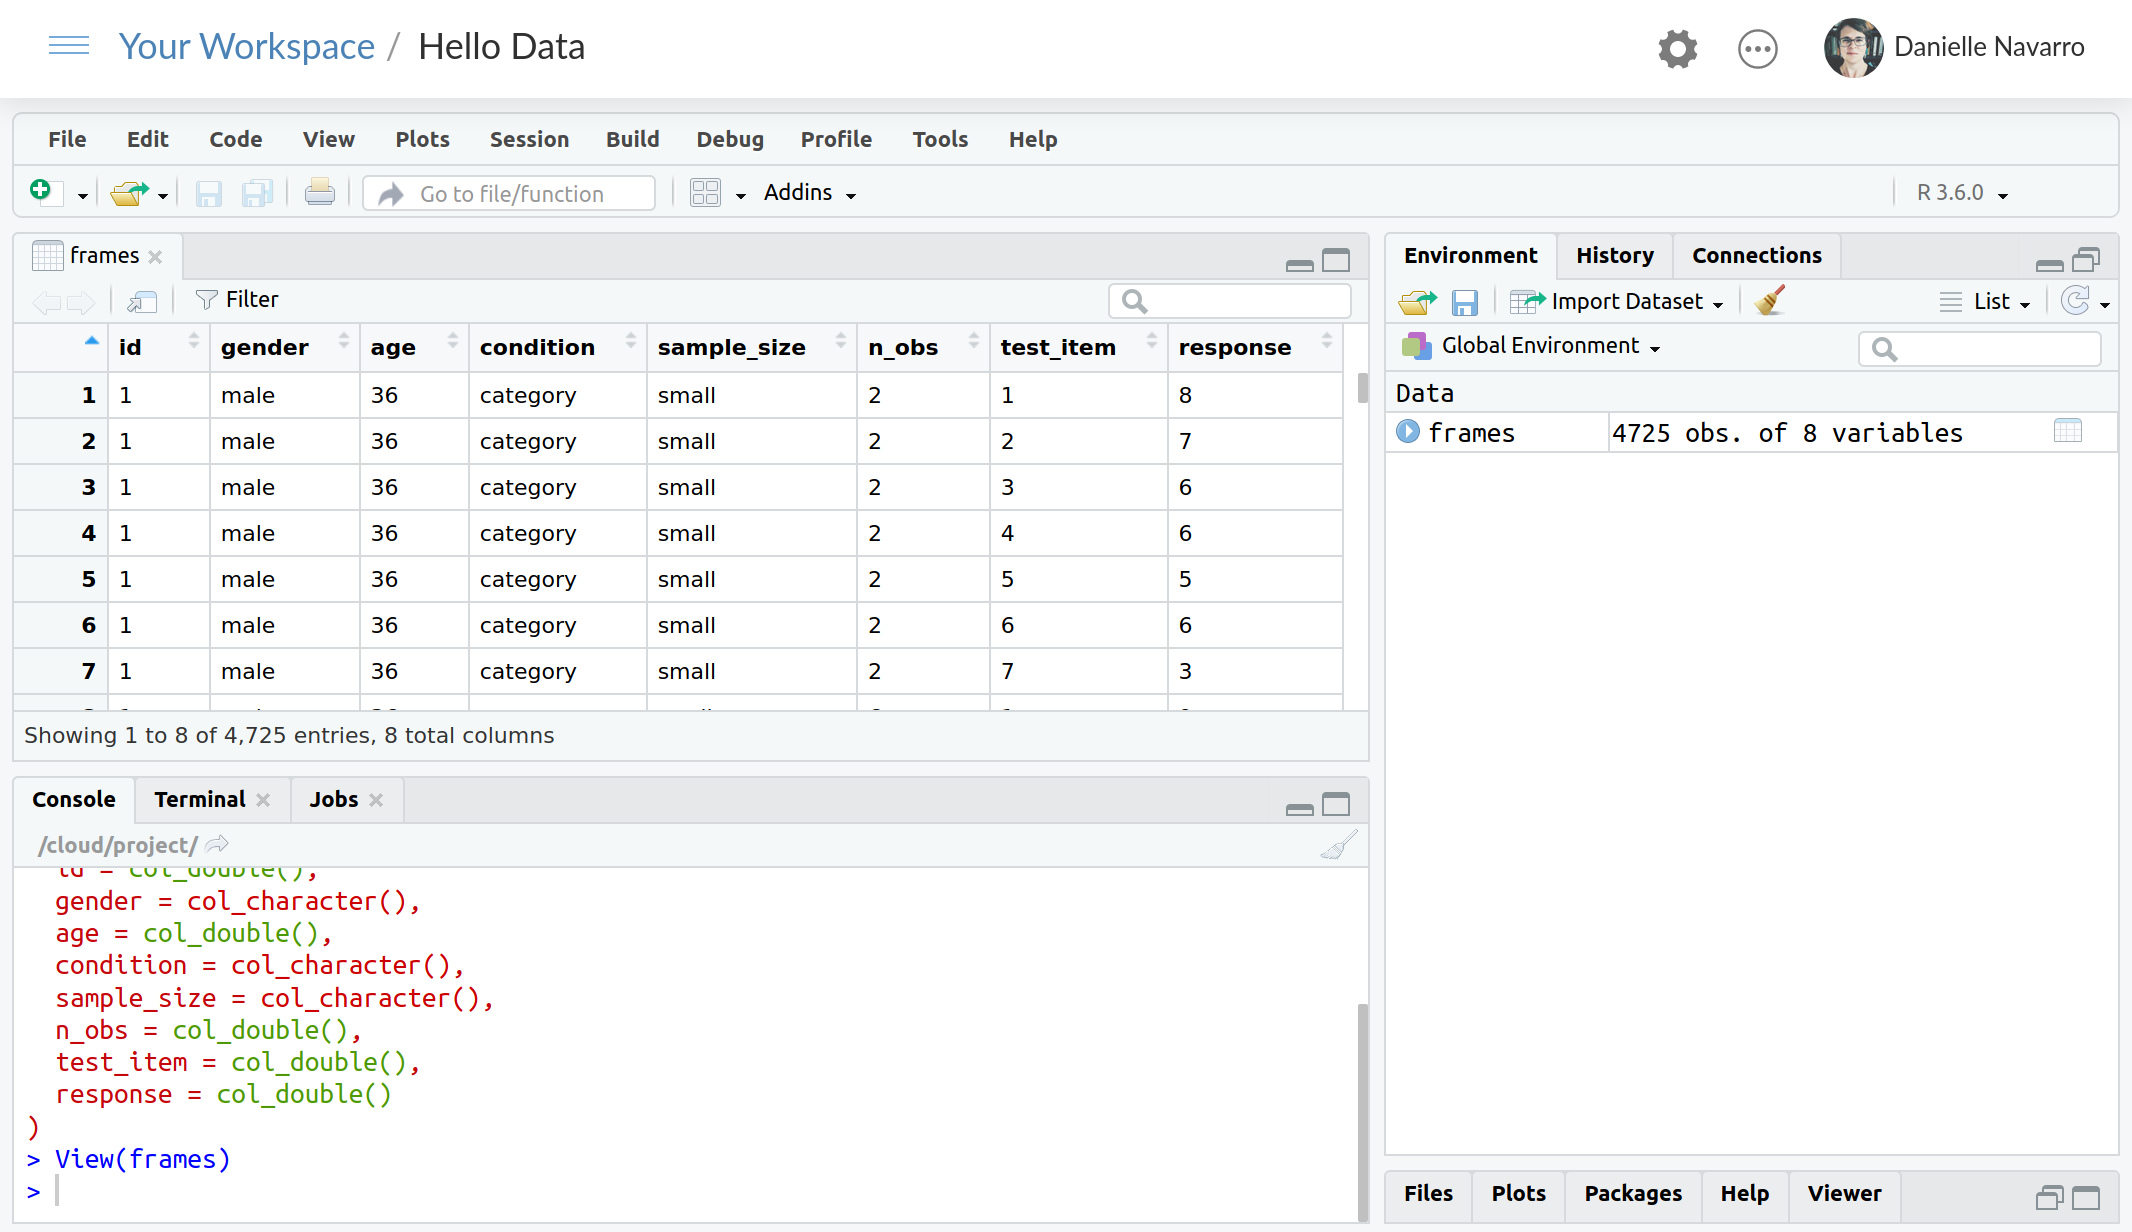 Your Workspace / Hello Data
Danielle Navarro
File Edit Code View Plots Session Build Debug Profile Tools Help
Go to file/function Addins R 3.6.0
frames
Filter
id gender age condition sample_size n_obs test_item response
1 1 male 36 category small 2 1 8
2 1 male 36 category small 2 2 7
3 1 male 36 category small 2 3 6
4 1 male 36 category small 2 4 6
5 1 male 36 category small 2 5 5
6 1 male 36 category small 2 6 6
7 1 male 36 category small 2 7 3
Showing 1 to 8 of 4,725 entries, 8 total columns
Console Terminal Jobs
/cloud/project/
id = col_double(),
gender = col_character(),
age = col_double(),
condition = col_character(),
sample_size = col_character(),
n_obs = col_double(),
test_item = col_double(),
response = col_double()
)
> View(frames)
>
Environment History Connections
Import Dataset List
Global Environment
Data
frames 4725 obs. of 8 variables
Files Plots Packages Help Viewer